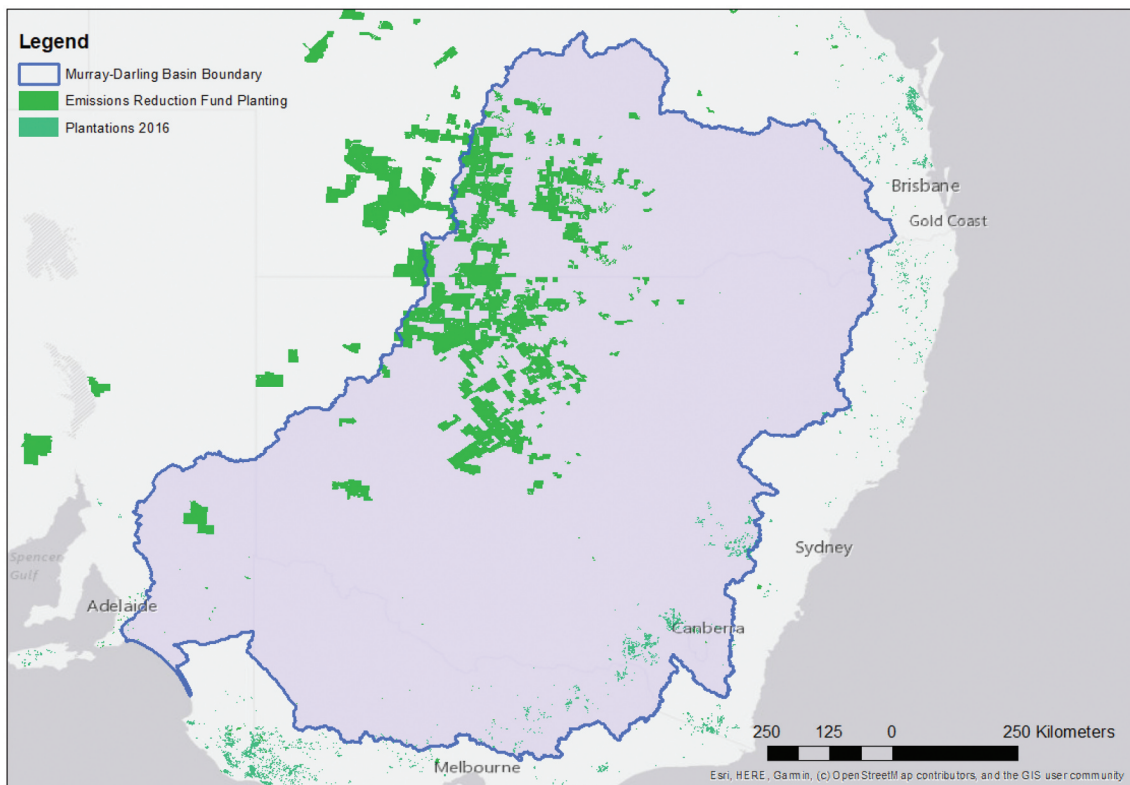 Legend
Murray-Darling Basin Boundary
Emissions Reduction Fund Planting
Plantations 2016
Brisbane
Gold Coast
Sydney
Spencer
Gulf
Adelaide
Canberra
Melbourne
250 125 0 250 Kilometers
Esri, HERE, Garmin, (c) OpenStreetMap contributors, and the GIS user community